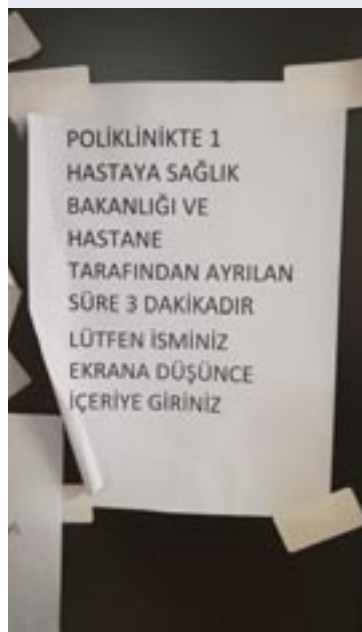 POLİKLİNİKTE 1
HASTAYA SAĞLIK
BAKANLIĞI VE
HASTANE
TARAFINDAN AYRILAN
SÜRE 3 DAKİKADIR
LÜTFEN İSMİNİZ
EKRANA DÜŞÜNCE
İÇERİYE GİRİNİZ